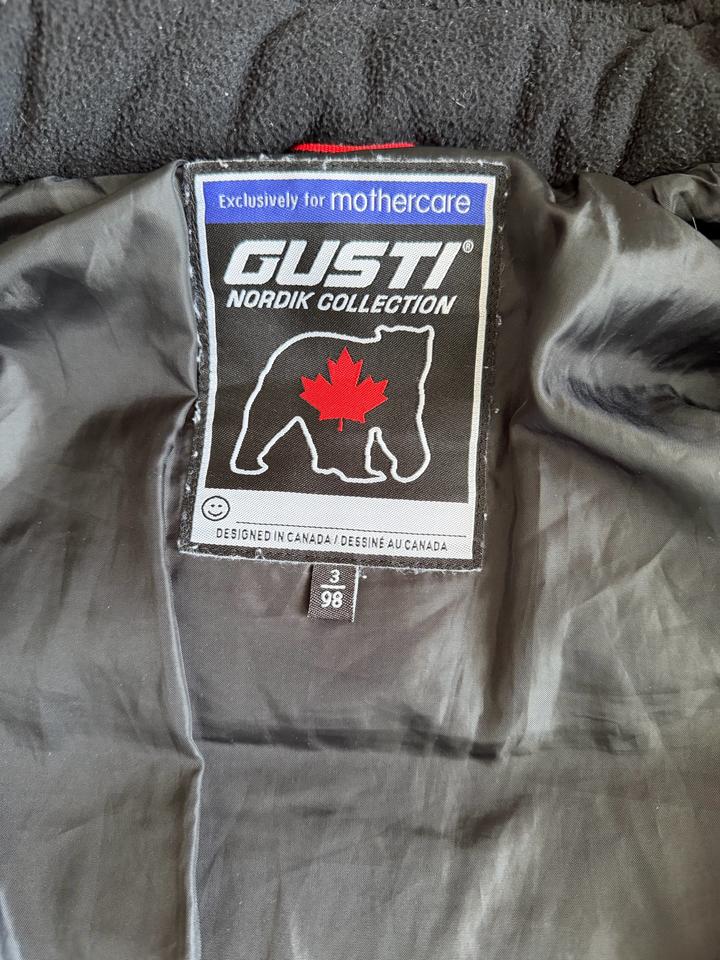 Exclusively for mothercare
GUSTI®
NORDIK COLLECTION
DESIGNED IN CANADA / DESSINÉ AU CANADA
3
98